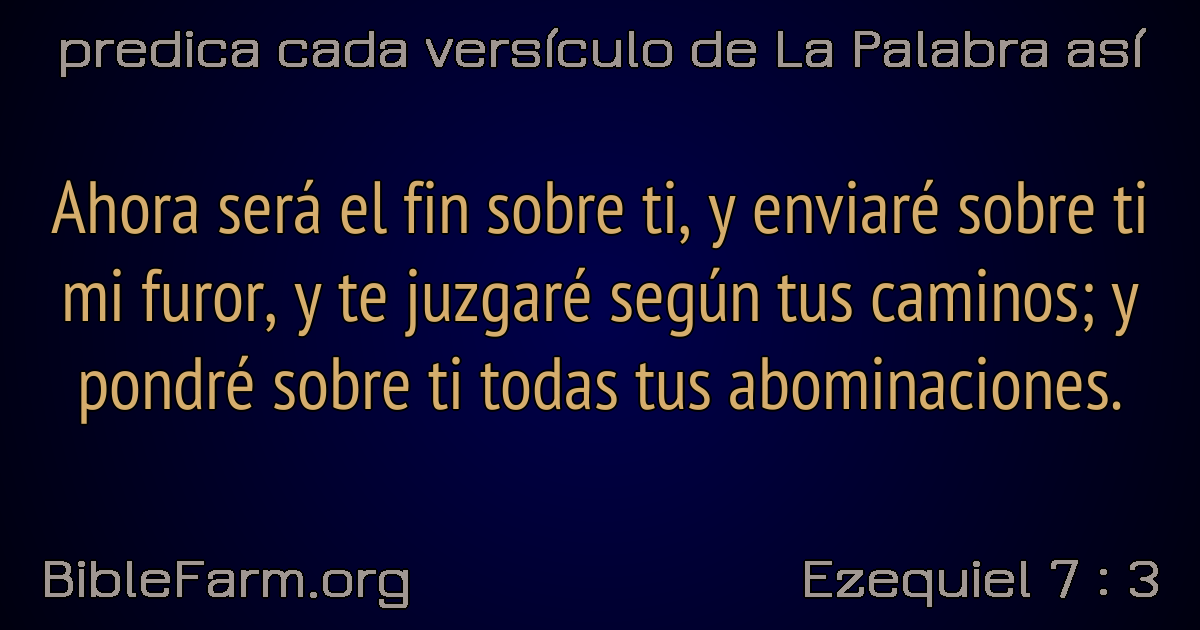 predica cada versículo de La Palabra así
Ahora será el fin sobre ti, y enviaré sobre ti
mi furor, y te juzgaré según tus caminos; y
pondré sobre ti todas tus abominaciones.
BibleFarm.org
Ezequiel 7 : 3